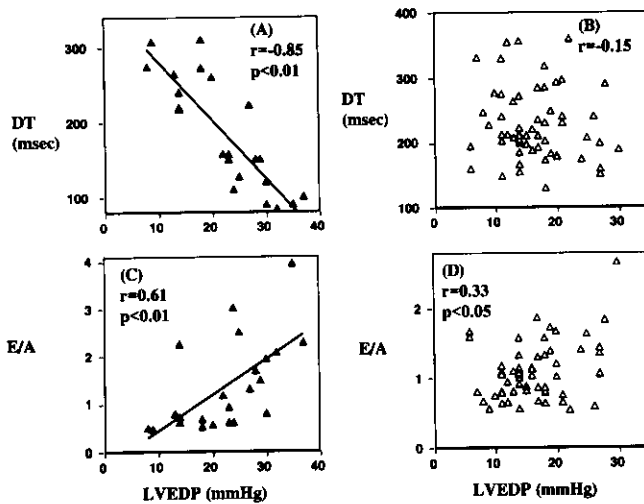 (A)
r=-0.85
p<0.01
DT
(msec)
300
200
100
0 10 20 30 40
(B)
r=-0.15
DT
(msec)
400
300
200
100
0 10 20 30
(C)
r=0.61
p<0.01
E/A
4
3
2
1
0
0 10 20 30 40
LVEDP (mmHg)
(D)
r=0.33
p<0.05
E/A
2
0
0 10 20 30
LVEDP (mmHg)